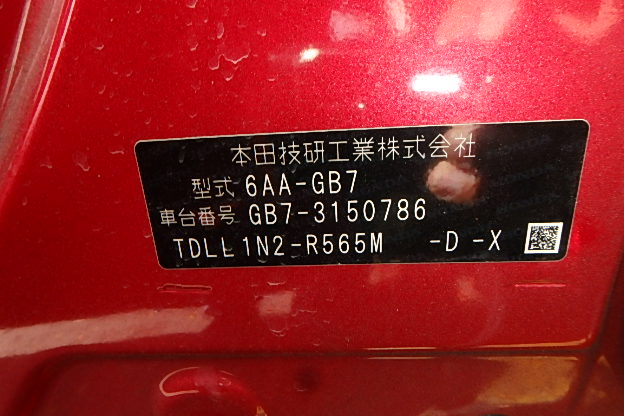 本田技研工業株式会社
型式 6AA-GB7
車台番号 GB7-3150786
TDLL1N2-R565M -D -X